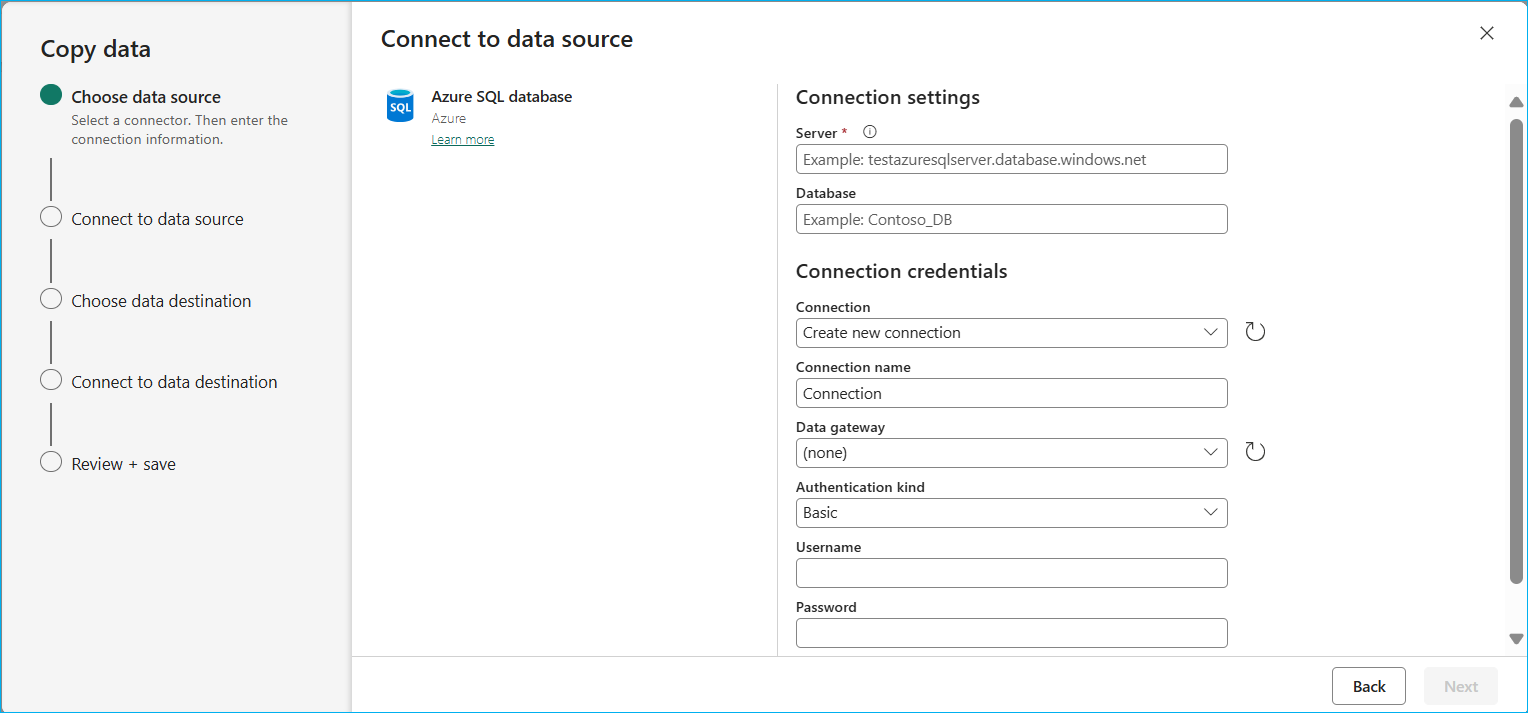 Copy data
Choose data source
Select a connector. Then enter the
connection information.
Connect to data source
Choose data destination
Connect to data destination
Review + save
Connect to data source
SQL
Azure SQL database
Azure
Learn more
Connection settings
Server *
Example: testazuresqlserver.database.windows.net
Database
Example: Contoso_DB
Connection credentials
Connection
Create new connection
Connection name
Connection
Data gateway
(none)
Authentication kind
Basic
Username
Password
Back
Next